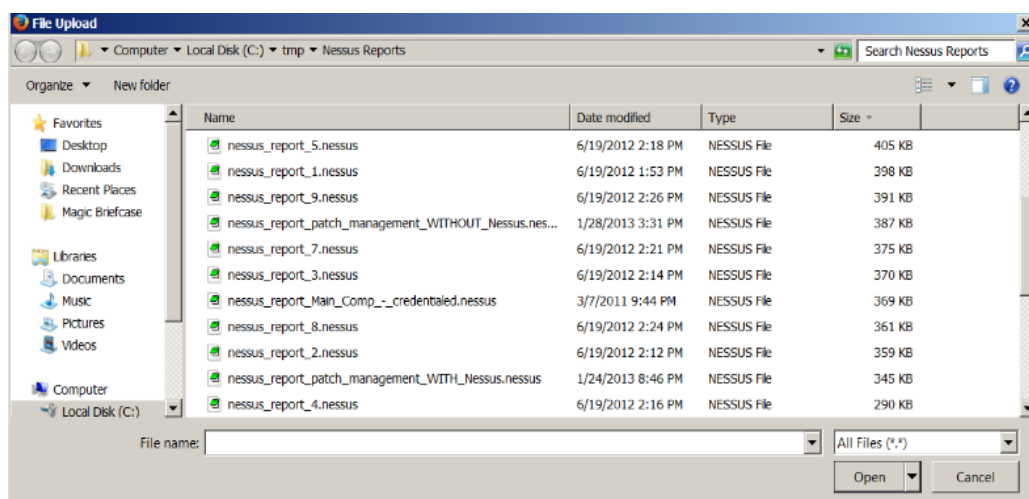 File Upload
Computer Local Disk (C:) tmp Nessus Reports Search Nessus Reports
Organize New folder
Favorites
Desktop
Downloads
Recent Places
Magic Briefcase
Libraries
Documents
Music
Pictures
Videos
Computer
Local Disk (C:)
Name Date modified Type Size
nessus_report_5.nessus 6/19/2012 2:18 PM NESSUS File 405 KB
nessus_report_1.nessus 6/19/2012 1:53 PM NESSUS File 398 KB
nessus_report_9.nessus 6/19/2012 2:26 PM NESSUS File 391 KB
nessus_report_patch_management_WITHOUT_Nessus.nes... 1/28/2013 3:31 PM NESSUS File 387 KB
nessus_report_7.nessus 6/19/2012 2:21 PM NESSUS File 375 KB
nessus_report_3.nessus 6/19/2012 2:14 PM NESSUS File 370 KB
nessus_report_Main_Comp_-_credentialed.nessus 3/7/2011 9:44 PM NESSUS File 369 KB
nessus_report_8.nessus 6/19/2012 2:24 PM NESSUS File 361 KB
nessus_report_2.nessus 6/19/2012 2:12 PM NESSUS File 359 KB
nessus_report_patch_management_WITH_Nessus.nessus 1/24/2013 8:46 PM NESSUS File 345 KB
nessus_report_4.nessus 6/19/2012 2:16 PM NESSUS File 290 KB
File name: All Files (*.*)
Open Cancel